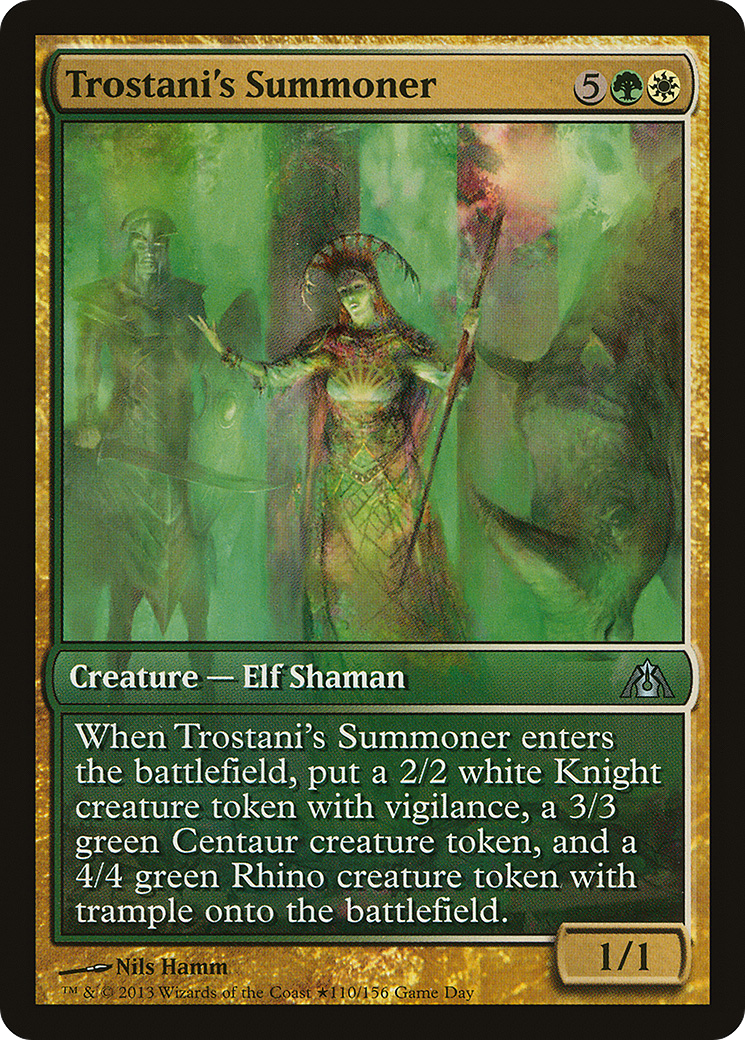 Trostani's Summoner 5
Creature — Elf Shaman
When Trostani's Summoner enters
the battlefield, put a 2/2 white Knight
creature token with vigilance, a 3/3
green Centaur creature token, and a
4/4 green Rhino creature token with
trample onto the battlefield.
1/1
Nils Hamm
™ & © 2013 Wizards of the Coast ★110/156 Game Day